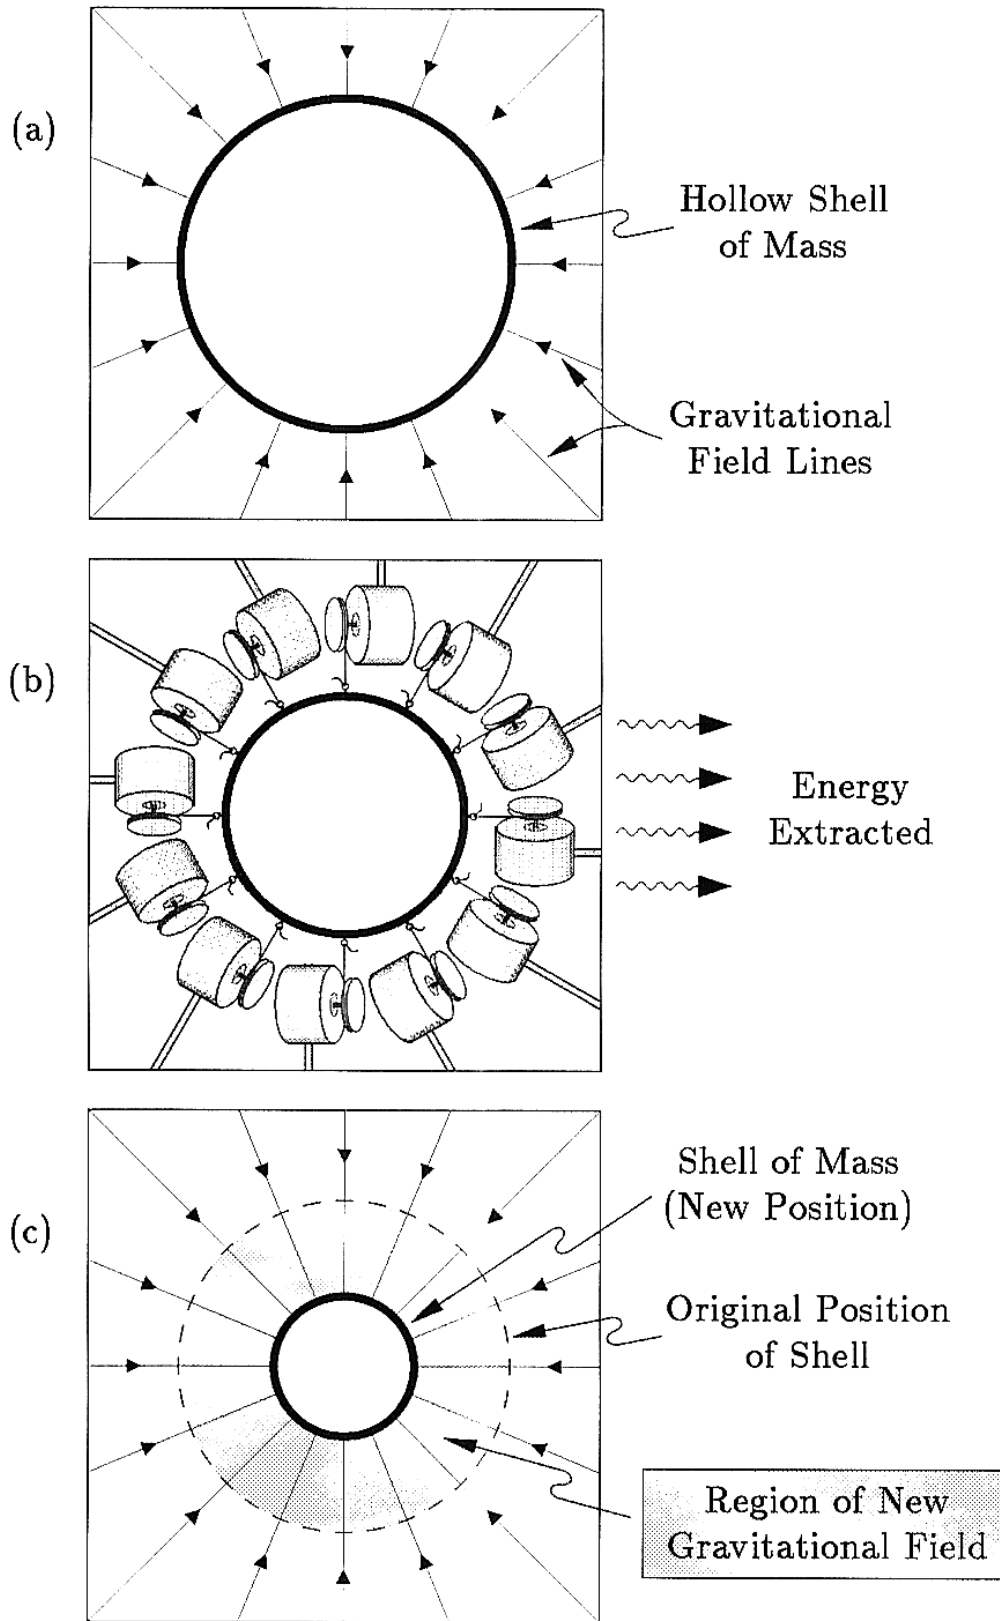 (a)
Hollow Shell
of Mass
Gravitational
Field Lines
(b)
Energy
Extracted
(c)
Shell of Mass
(New Position)
Original Position
of Shell
Region of New
Gravitational Field